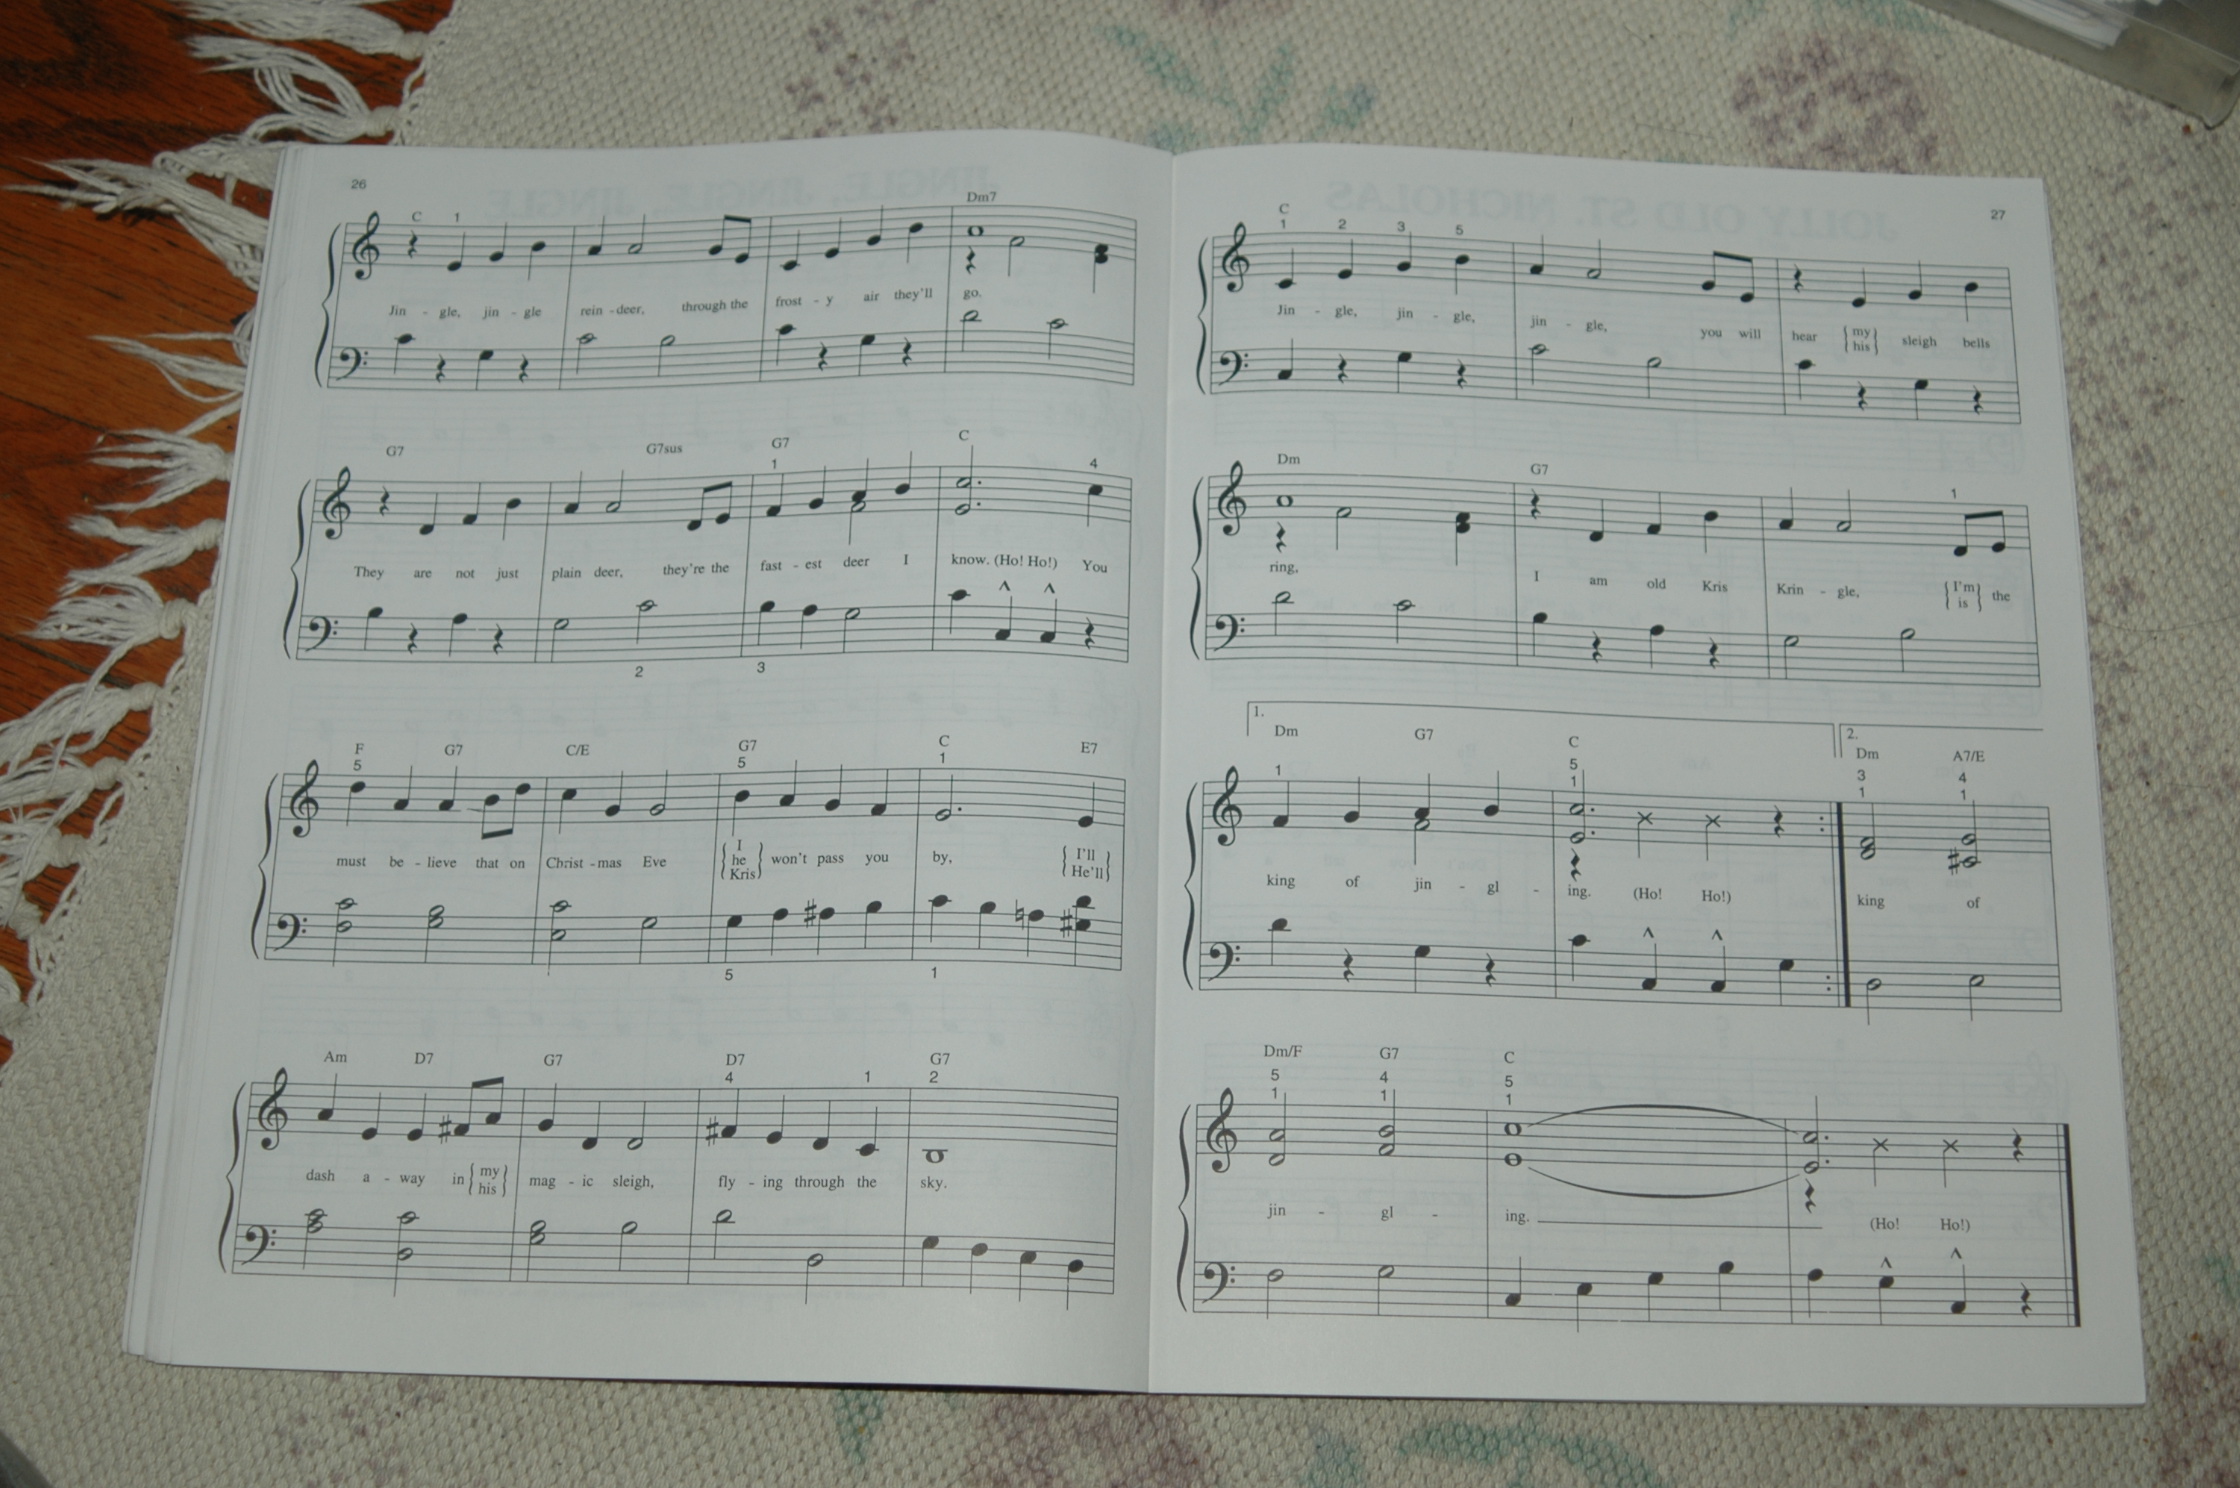 26
C 1 Dm7
Jin - gle, jin - gle rein - deer, through the frost - y air they'll go.
G7 G7sus G7 C
1 4
They are not just plain deer, they're the fast - est deer I know. (Ho! Ho!) You
2 3
F G7 C/E G7 C E7
5 5 1
must be - lieve that on Christ - mas Eve { I he Kris } won't pass you by, { I'll He'll }
5 1
Am D7 G7 D7 G7
4 1 2
dash a - way in { my his } mag - ic sleigh, fly - ing through the sky.
JINGLE, JINGLE, JINGLE
27
JOLLY OLD ST. NICHOLAS
C
1 2 3 5
Jin - gle, jin - gle, jin - gle, you will hear { my his } sleigh bells
Dm G7
1
ring. I am old Kris Krin - gle, { I'm is } the
1. 2.
Dm G7 C Dm A7/E
1 5 1 3 1 4 1
king of jin - gl - ing. (Ho! Ho!) king of
Dm/F G7 C
5 4 5
1 1 1
jin - gl - ing. (Ho! Ho!)